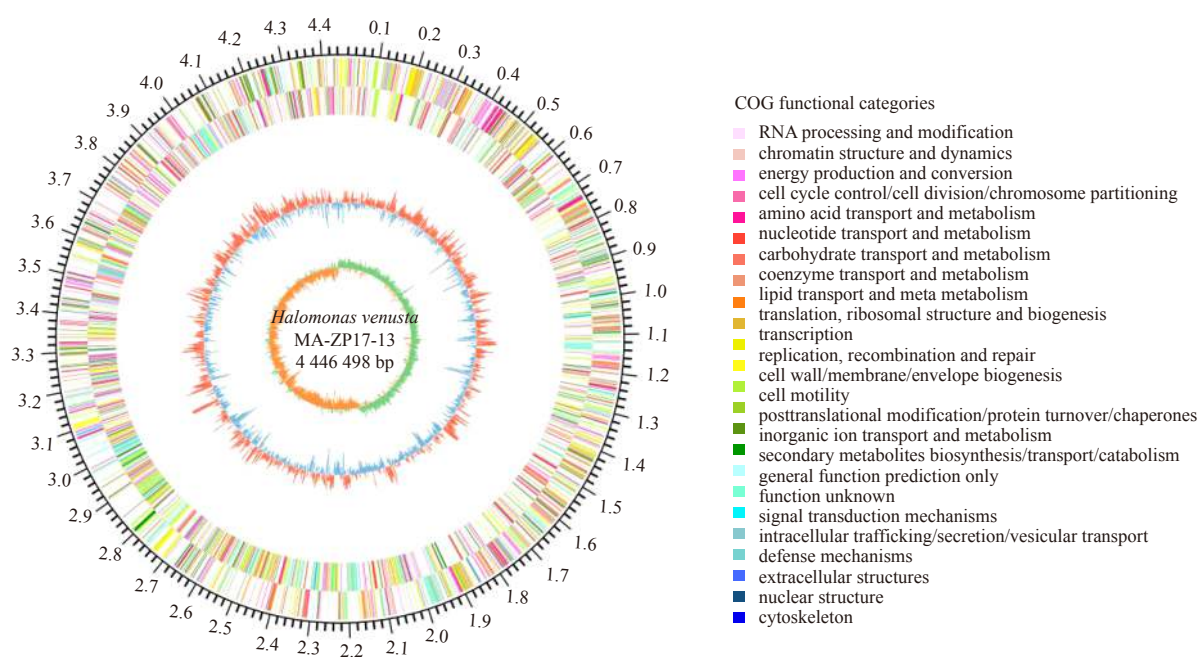 4.4
0.1
0.2
0.3
0.4
0.5
0.6
0.7
0.8
0.9
1.0
1.1
1.2
1.3
1.4
1.5
1.6
1.7
1.8
1.9
2.0
2.1
2.2
2.3
2.4
2.5
2.6
2.7
2.8
2.9
3.0
3.1
3.2
3.3
3.4
3.5
3.6
3.7
3.8
3.9
4.0
4.1
4.2
4.3
Halomonas venusta
MA-ZP17-13
4 446 498 bp
COG functional categories
RNA processing and modification
chromatin structure and dynamics
energy production and conversion
cell cycle control/cell division/chromosome partitioning
amino acid transport and metabolism
nucleotide transport and metabolism
carbohydrate transport and metabolism
coenzyme transport and metabolism
lipid transport and meta metabolism
translation, ribosomal structure and biogenesis
transcription
replication, recombination and repair
cell wall/membrane/envelope biogenesis
cell motility
posttranslational modification/protein turnover/chaperones
inorganic ion transport and metabolism
secondary metabolites biosynthesis/transport/catabolism
general function prediction only
function unknown
signal transduction mechanisms
intracellular trafficking/secretion/vesicular transport
defense mechanisms
extracellular structures
nuclear structure
cytoskeleton